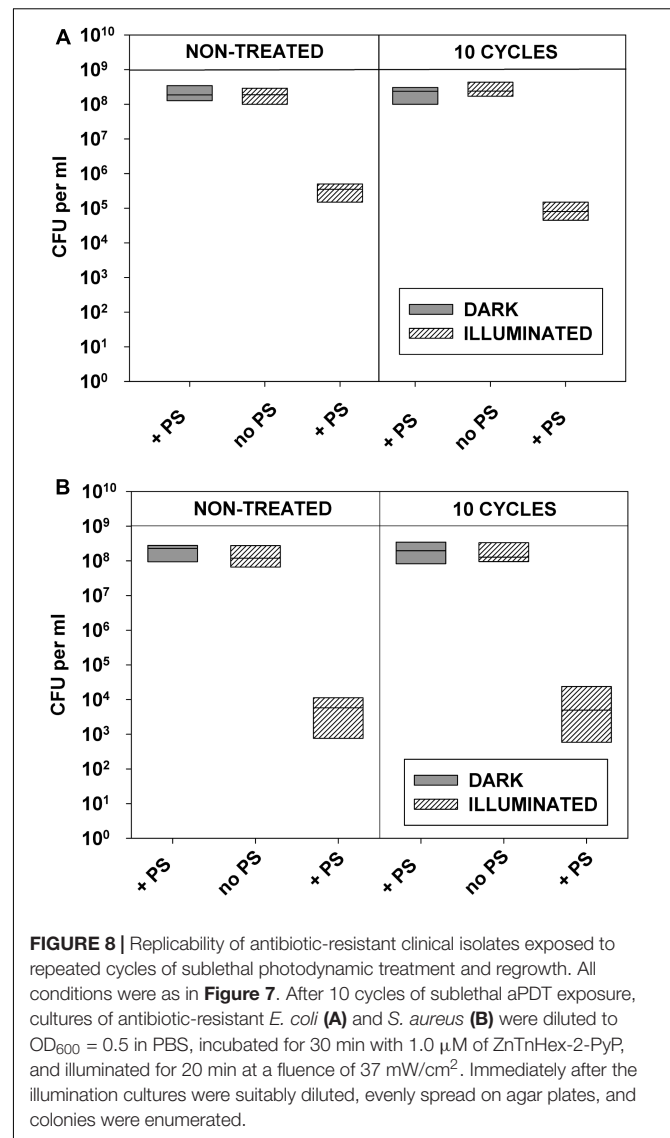 A
NON-TREATED
10 CYCLES
10¹⁰
10⁹
10⁸
10⁷
10⁶
10⁵
10⁴
10³
10²
10¹
10⁰
CFU per ml
DARK
ILLUMINATED
+ PS
no PS
+ PS
+ PS
no PS
+ PS
B
NON-TREATED
10 CYCLES
10¹⁰
10⁹
10⁸
10⁷
10⁶
10⁵
10⁴
10³
10²
10¹
10⁰
CFU per ml
DARK
ILLUMINATED
+ PS
no PS
+ PS
+ PS
no PS
+ PS
FIGURE 8 | Replicability of antibiotic-resistant clinical isolates exposed to
repeated cycles of sublethal photodynamic treatment and regrowth. All
conditions were as in Figure 7. After 10 cycles of sublethal aPDT exposure,
cultures of antibiotic-resistant E. coli (A) and S. aureus (B) were diluted to
OD₆₀₀ = 0.5 in PBS, incubated for 30 min with 1.0 μM of ZnTnHex-2-PyP,
and illuminated for 20 min at a fluence of 37 mW/cm². Immediately after the
illumination cultures were suitably diluted, evenly spread on agar plates, and
colonies were enumerated.